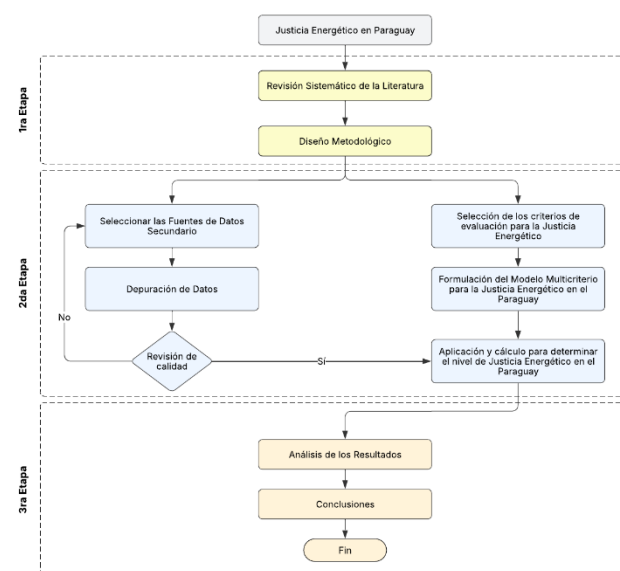 Justicia Energético en Paraguay
1ra Etapa
Revisión Sistemático de la Literatura
Diseño Metodológico
2da Etapa
Seleccionar las Fuentes de Datos
Secundario
Depuración de Datos
No
Revisión de
calidad
Sí
Selección de los criterios de
evaluación para la Justicia
Energético
Formulación del Modelo Multicriterio
para la Justicia Energético en el
Paraguay
Aplicación y cálculo para determinar
el nivel de Justicia Energético en el
Paraguay
3ra Etapa
Análisis de los Resultados
Conclusiones
Fin